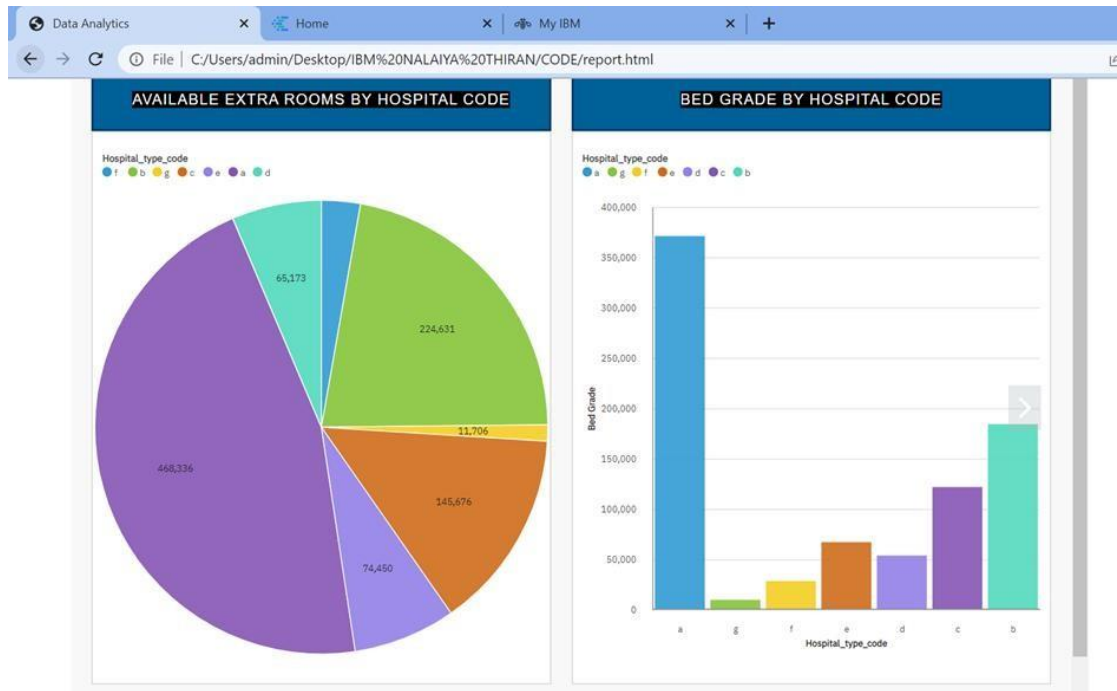 Data Analytics
Home
My IBM
File | C:/Users/admin/Desktop/IBM%20NALAIYA%20THIRAN/CODE/report.html
AVAILABLE EXTRA ROOMS BY HOSPITAL CODE
Hospital_type_code
f b g c e a d
65,173
224,631
11,706
468,336
145,676
74,450
BED GRADE BY HOSPITAL CODE
Hospital_type_code
a g f e d c b
400,000
350,000
300,000
250,000
200,000
150,000
100,000
50,000
0
Bed Grade
a g f e d c b
Hospital_type_code